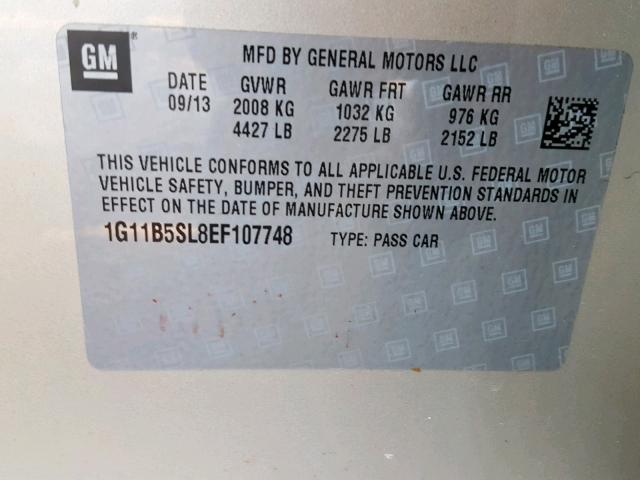 GM®
MFD BY GENERAL MOTORS LLC
DATE GVWR GAWR FRT GAWR RR
09/13 2008 KG 1032 KG 976 KG
4427 LB 2275 LB 2152 LB
THIS VEHICLE CONFORMS TO ALL APPLICABLE U.S. FEDERAL MOTOR
VEHICLE SAFETY, BUMPER, AND THEFT PREVENTION STANDARDS IN
EFFECT ON THE DATE OF MANUFACTURE SHOWN ABOVE.
1G11B5SL8EF107748 TYPE: PASS CAR